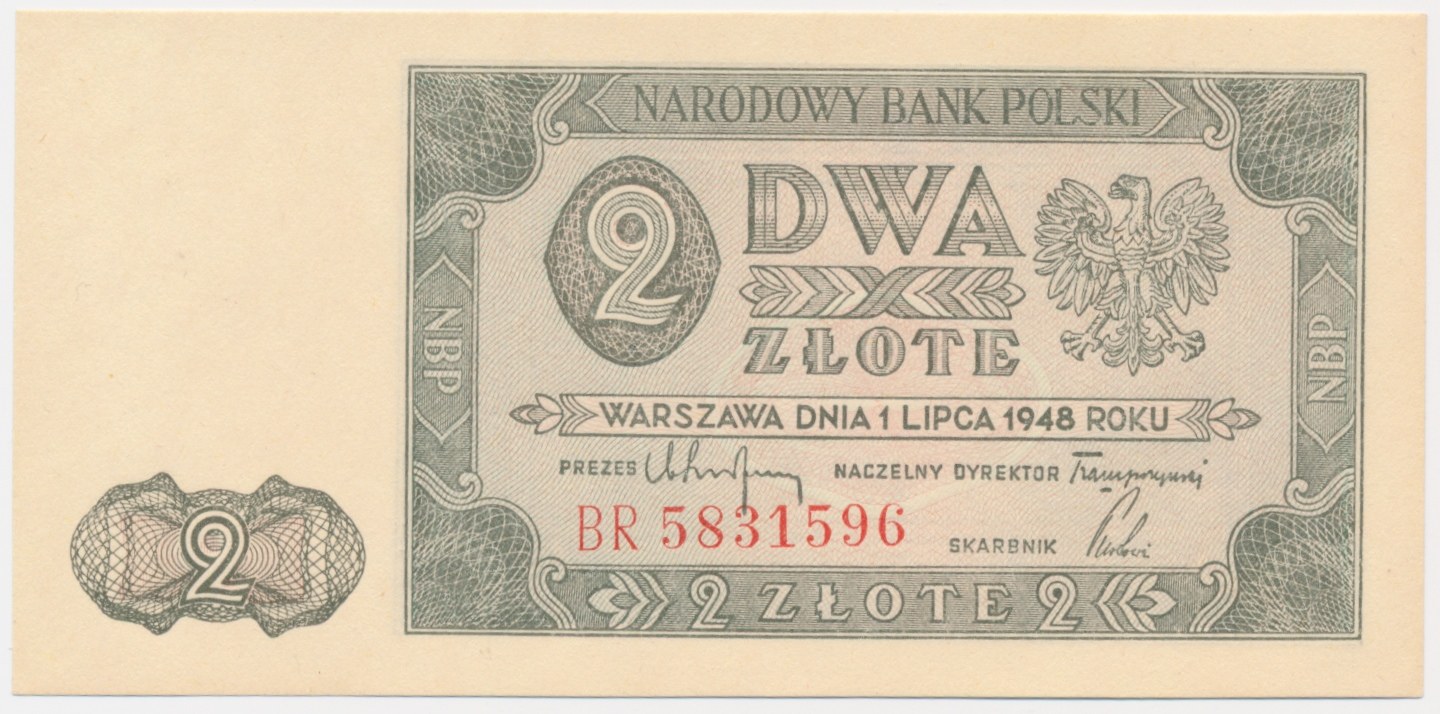 NARODOWY BANK POLSKI
2
DWA
ZŁOTE
NBP
NBP
WARSZAWA DNIA 1 LIPCA 1948 ROKU
PREZES NACZELNY DYREKTOR
BR 5831596
SKARBNIK
2 ZŁOTE 2
2